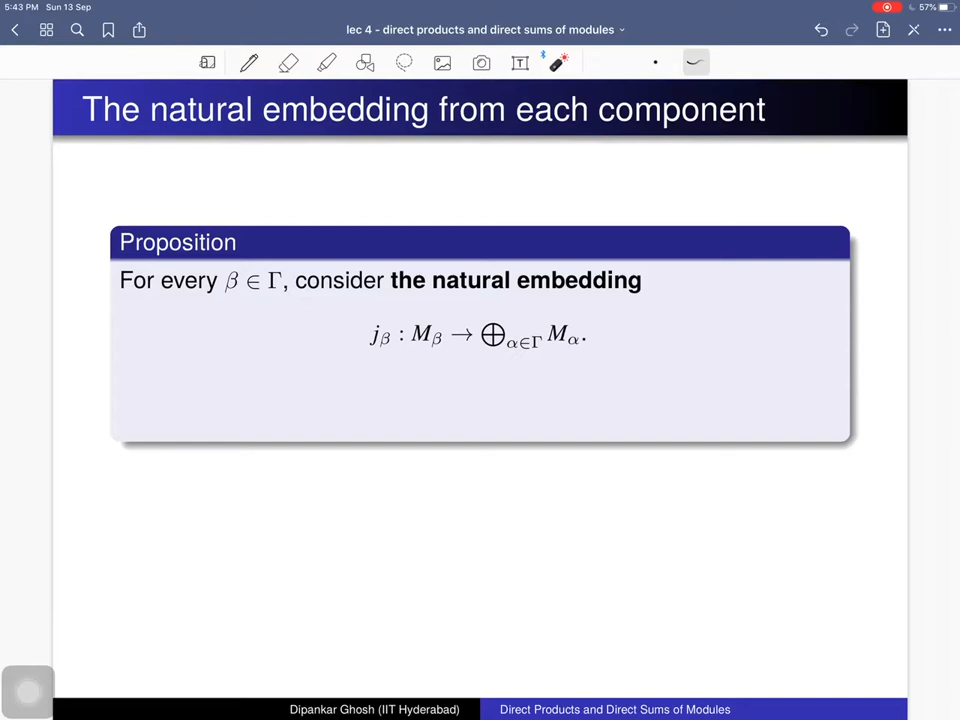 5:43 PM Sun 13 Sep
57%
lec 4 - direct products and direct sums of modules
The natural embedding from each component
Proposition
For every β ∈ Γ, consider the natural embedding
j_β : M_β → ⊕_{α∈Γ} M_α.
Dipankar Ghosh (IIT Hyderabad) Direct Products and Direct Sums of Modules